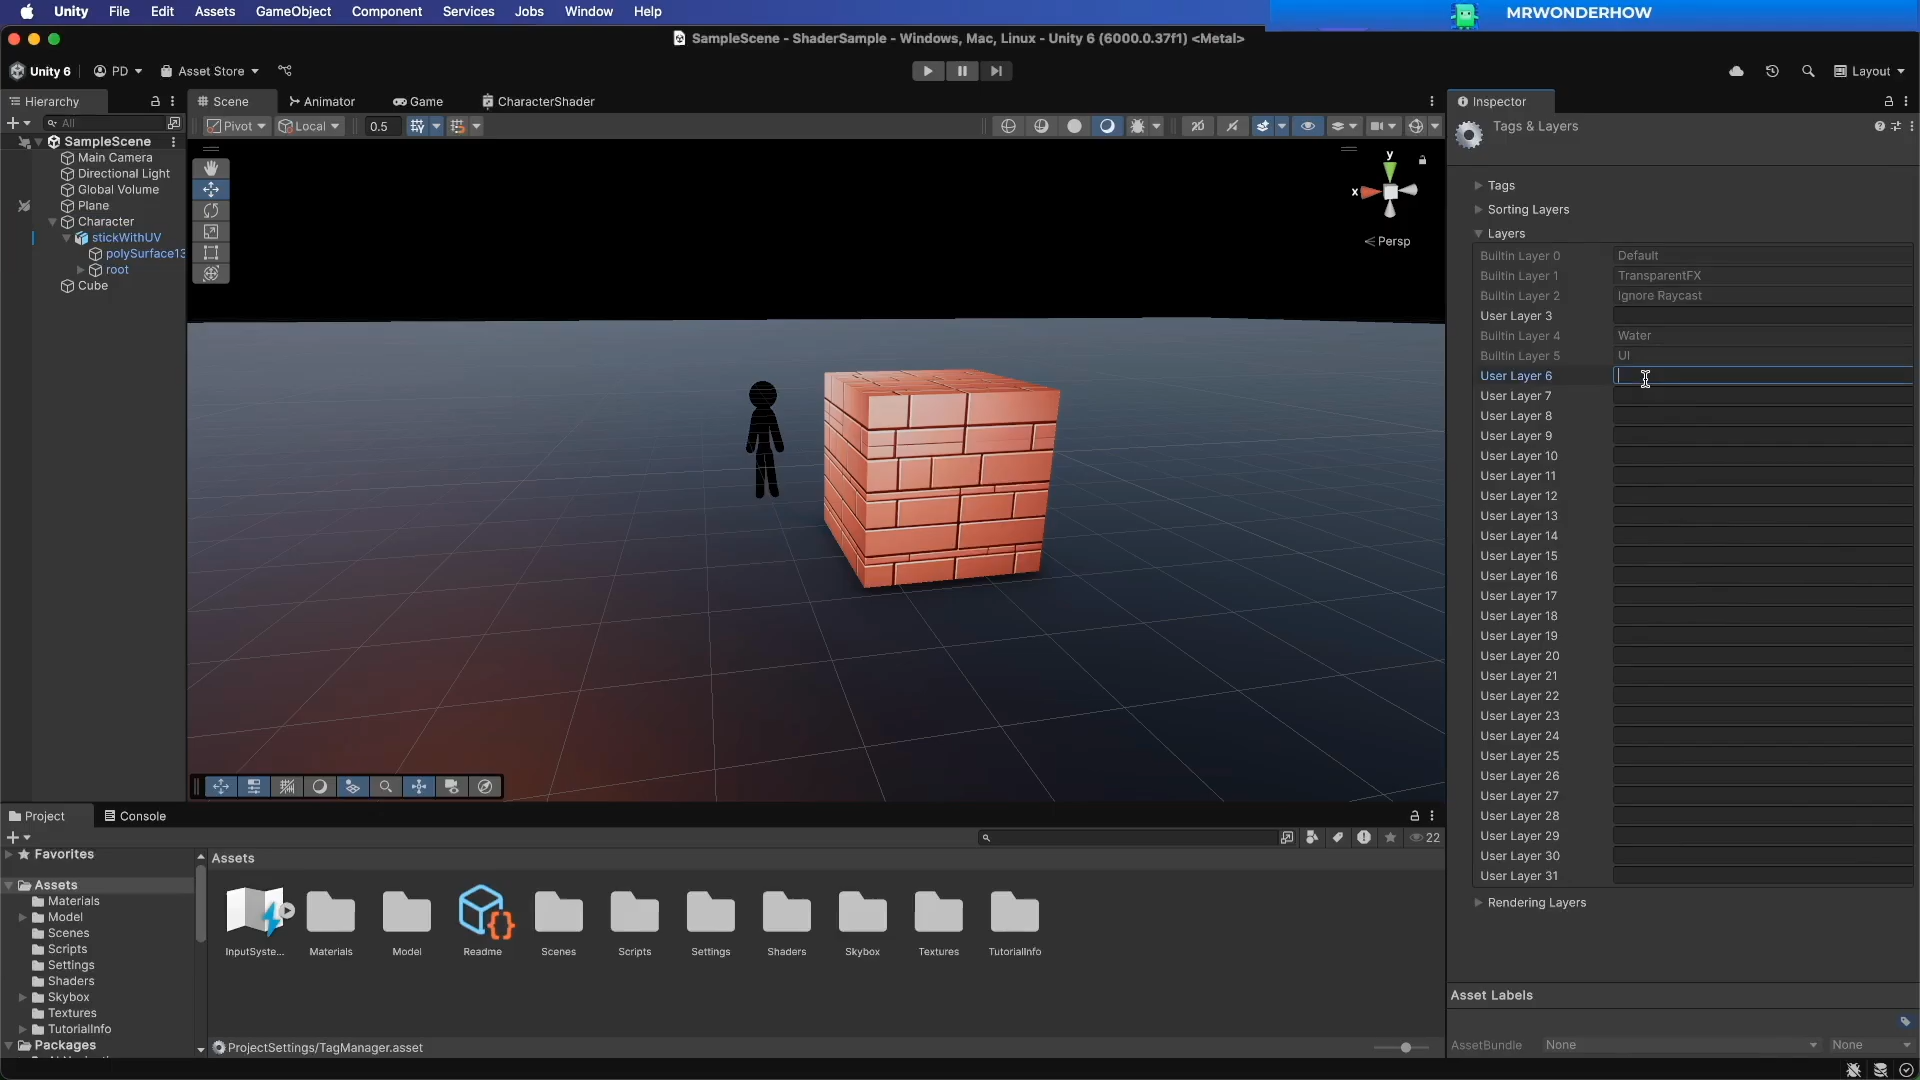 Unity File Edit Assets GameObject Component Services Jobs Window Help
MRWONDERHOW
SampleScene - ShaderSample - Windows, Mac, Linux - Unity 6 (6000.0.37f1) <Metal>
Unity 6 PD Asset Store Layout
Hierarchy
All
SampleScene
Main Camera
Directional Light
Global Volume
Plane
Character
stickWithUV
polySurface13
root
Cube
Scene Animator Game CharacterShader
Pivot Local 0.5 2D
y
x
Persp
Inspector
Tags & Layers
Tags
Sorting Layers
Layers
Builtin Layer 0 Default
Builtin Layer 1 TransparentFX
Builtin Layer 2 Ignore Raycast
User Layer 3
Builtin Layer 4 Water
Builtin Layer 5 UI
User Layer 6
User Layer 7
User Layer 8
User Layer 9
User Layer 10
User Layer 11
User Layer 12
User Layer 13
User Layer 14
User Layer 15
User Layer 16
User Layer 17
User Layer 18
User Layer 19
User Layer 20
User Layer 21
User Layer 22
User Layer 23
User Layer 24
User Layer 25
User Layer 26
User Layer 27
User Layer 28
User Layer 29
User Layer 30
User Layer 31
Rendering Layers
Asset Labels
AssetBundle None None
Project Console
22
Favorites
Assets
Materials
Model
Scenes
Scripts
Settings
Shaders
Skybox
Textures
TutorialInfo
Packages
Assets
InputSyste... Materials Model Readme Scenes Scripts Settings Shaders Skybox Textures TutorialInfo
ProjectSettings/TagManager.asset